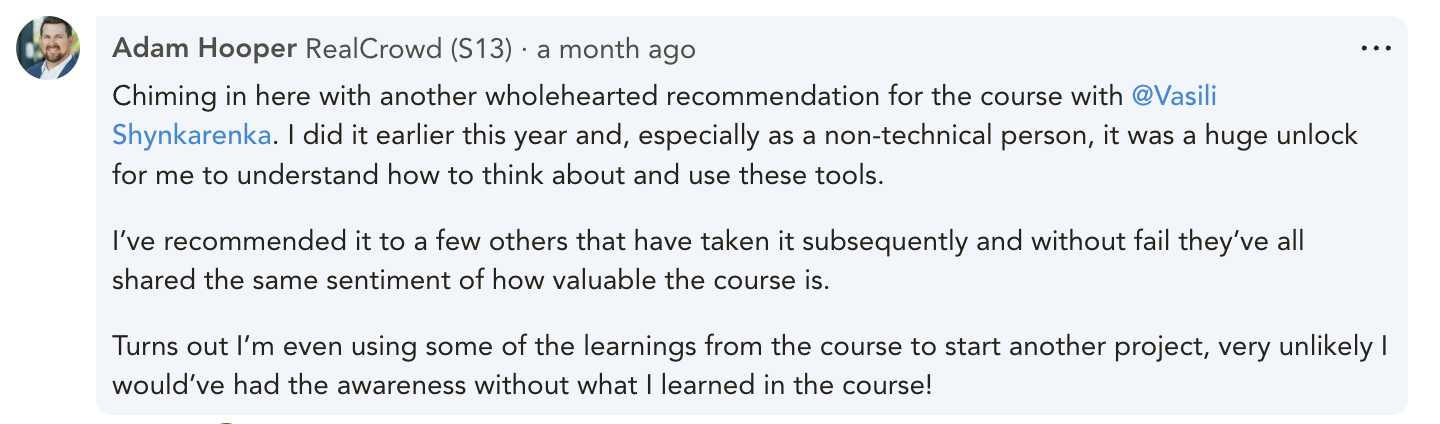 Adam Hooper RealCrowd (S13) · a month ago
Chiming in here with another wholehearted recommendation for the course with @Vasili
Shynkarenka. I did it earlier this year and, especially as a non-technical person, it was a huge unlock
for me to understand how to think about and use these tools.
I’ve recommended it to a few others that have taken it subsequently and without fail they’ve all
shared the same sentiment of how valuable the course is.
Turns out I’m even using some of the learnings from the course to start another project, very unlikely I
would’ve had the awareness without what I learned in the course!